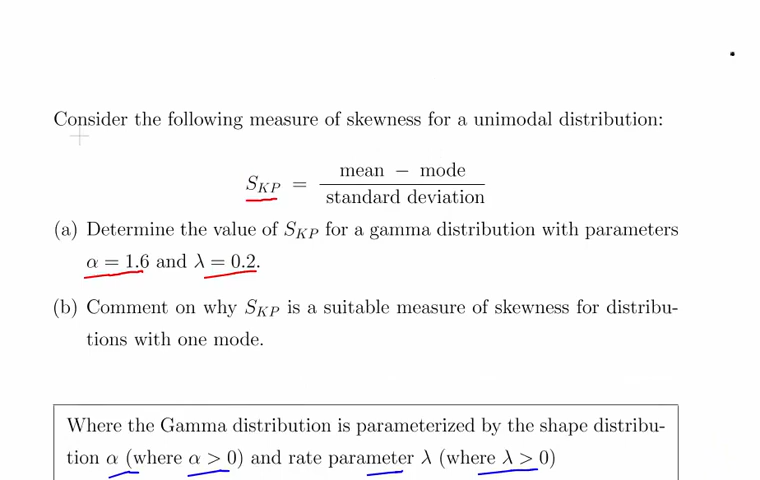 Consider the following measure of skewness for a unimodal distribution:
S_KP = mean − mode / standard deviation
(a) Determine the value of S_KP for a gamma distribution with parameters
α = 1.6 and λ = 0.2.
(b) Comment on why S_KP is a suitable measure of skewness for distribu-
tions with one mode.
Where the Gamma distribution is parameterized by the shape distribu-
tion α (where α > 0) and rate parameter λ (where λ > 0)